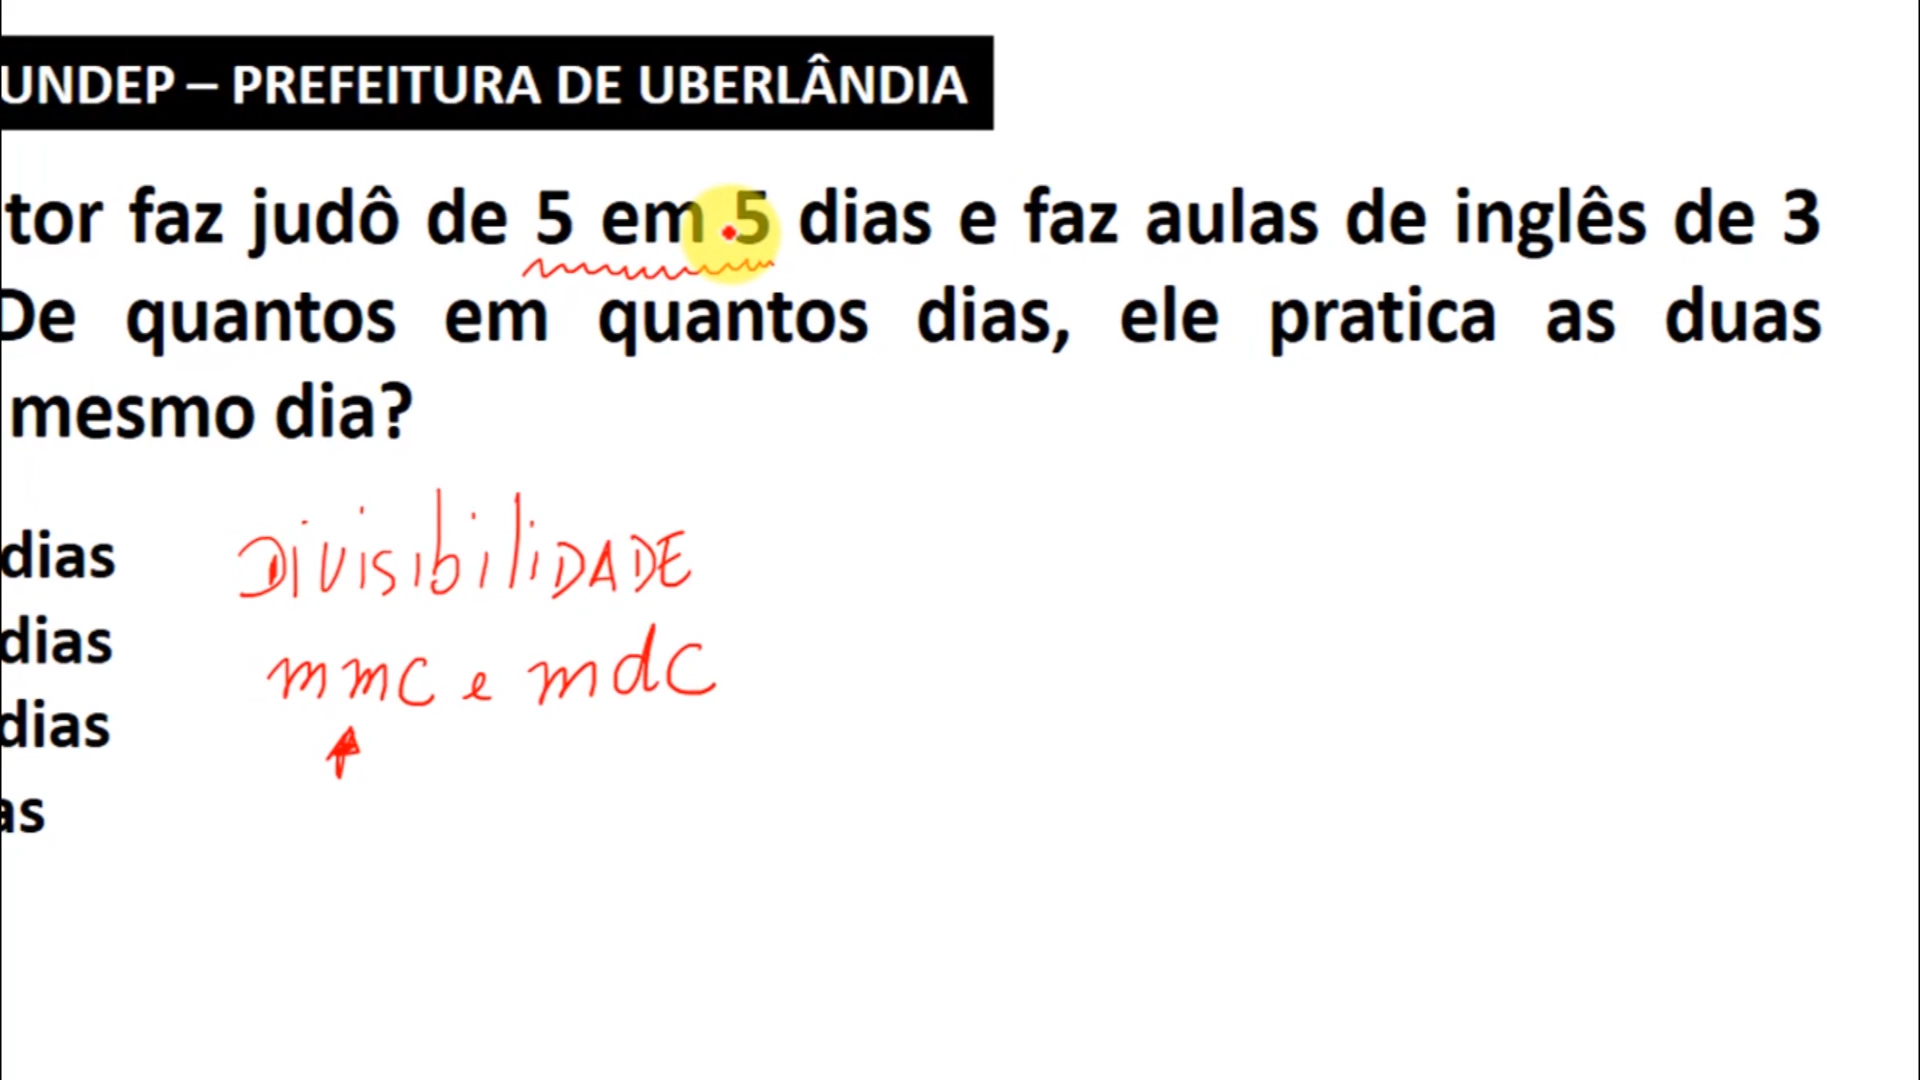 UNDEP – PREFEITURA DE UBERLÂNDIA
tor faz judô de 5 em 5 dias e faz aulas de inglês de 3
De quantos em quantos dias, ele pratica as duas
mesmo dia?
dias
DivisibiliDADE
dias
mmc e mdc
dias
as